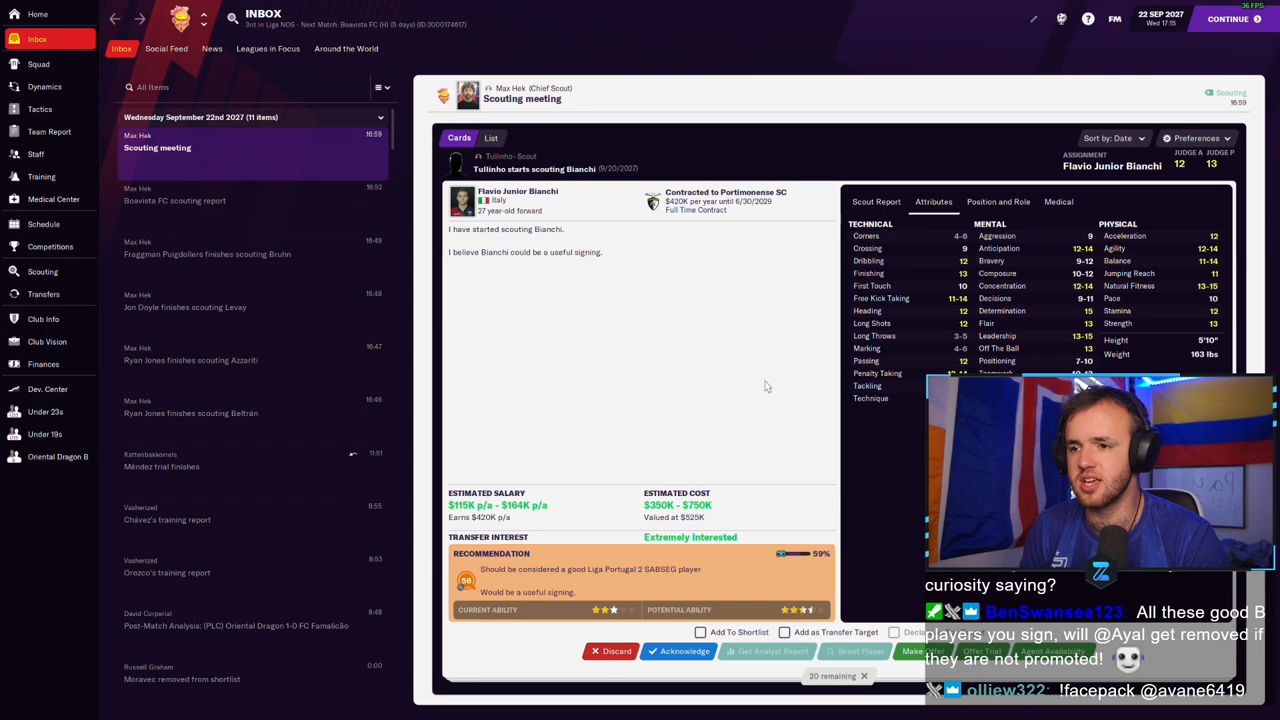 36 FPS
Home
INBOX
3rd in Liga NOS - Next Match: Boavista FC (H) (5 days) (ID:2000174617)
FM
22 SEP 2027
Wed 17:15
CONTINUE
Inbox
Squad
Dynamics
Tactics
Team Report
Staff
Training
Medical Center
Schedule
Competitions
Scouting
Transfers
Club Info
Club Vision
Finances
Dev. Center
Under 23s
Under 19s
Oriental Dragon B
Inbox
Social Feed
News
Leagues in Focus
Around the World
All Items
Wednesday September 22nd 2027 (11 items)
Max Hek
16:59
Scouting meeting
Max Hek
16:52
Boavista FC scouting report
Max Hek
16:49
Fraggman Puigdollers finishes scouting Bruhn
Max Hek
16:48
Jon Doyle finishes scouting Levay
Max Hek
16:47
Ryan Jones finishes scouting Azzariti
Max Hek
16:46
Ryan Jones finishes scouting Beltrán
Kattenbakkorrels
11:51
Méndez trial finishes
Vasherized
8:55
Chávez's training report
Vasherized
8:53
Orozco's training report
David Corperial
8:48
Post-Match Analysis: (PLC) Oriental Dragon 1-0 FC Famalicão
Russell Graham
0:00
Moravec removed from shortlist
Max Hek (Chief Scout)
Scouting meeting
Scouting
16:59
Cards
List
Sort by: Date
Preferences
Tullinho- Scout
Tullinho starts scouting Bianchi (9/20/2027)
ASSIGNMENT
Flavio Junior Bianchi
JUDGE A
12
JUDGE P
13
Flavio Junior Bianchi
Italy
27 year-old forward
Contracted to Portimonense SC
$420K per year until 6/30/2029
Full Time Contract
I have started scouting Bianchi.
I believe Bianchi could be a useful signing.
Scout Report
Attributes
Position and Role
Medical
TECHNICAL
Corners 4-6
Crossing 9
Dribbling 12
Finishing 13
First Touch 10
Free Kick Taking 11-14
Heading 12
Long Shots 12
Long Throws 3-5
Marking 4-6
Passing 12
Penalty Taking
Tackling
Technique
MENTAL
Aggression 9
Anticipation 12-14
Bravery 9-12
Composure 10-12
Concentration 12-14
Decisions 9-11
Determination 15
Flair 13
Leadership 13-15
Off The Ball 13
Positioning 7-10
Teamwork
PHYSICAL
Acceleration 12
Agility 12-14
Balance 11-14
Jumping Reach 11
Natural Fitness 13-15
Pace 10
Stamina 12
Strength 13
Height 5'10"
Weight 163 lbs
ESTIMATED SALARY
$115K p/a - $164K p/a
Earns $420K p/a
ESTIMATED COST
$350K - $750K
Valued at $525K
TRANSFER INTEREST
Extremely Interested
RECOMMENDATION
59%
56
Should be considered a good Liga Portugal 2 SABSEG player
Would be a useful signing.
CURRENT ABILITY
POTENTIAL ABILITY
Add To Shortlist
Add as Transfer Target
Discard
Acknowledge
Get Analyst Report
Scout Player
Make Offer
Offer Trial
Agent Availability
20 remaining
curiosity saying?
BenSwansea123: All these good B
players you sign, will @Ayal get removed if
they are not promoted!
olliew322: !facepack @avane6419